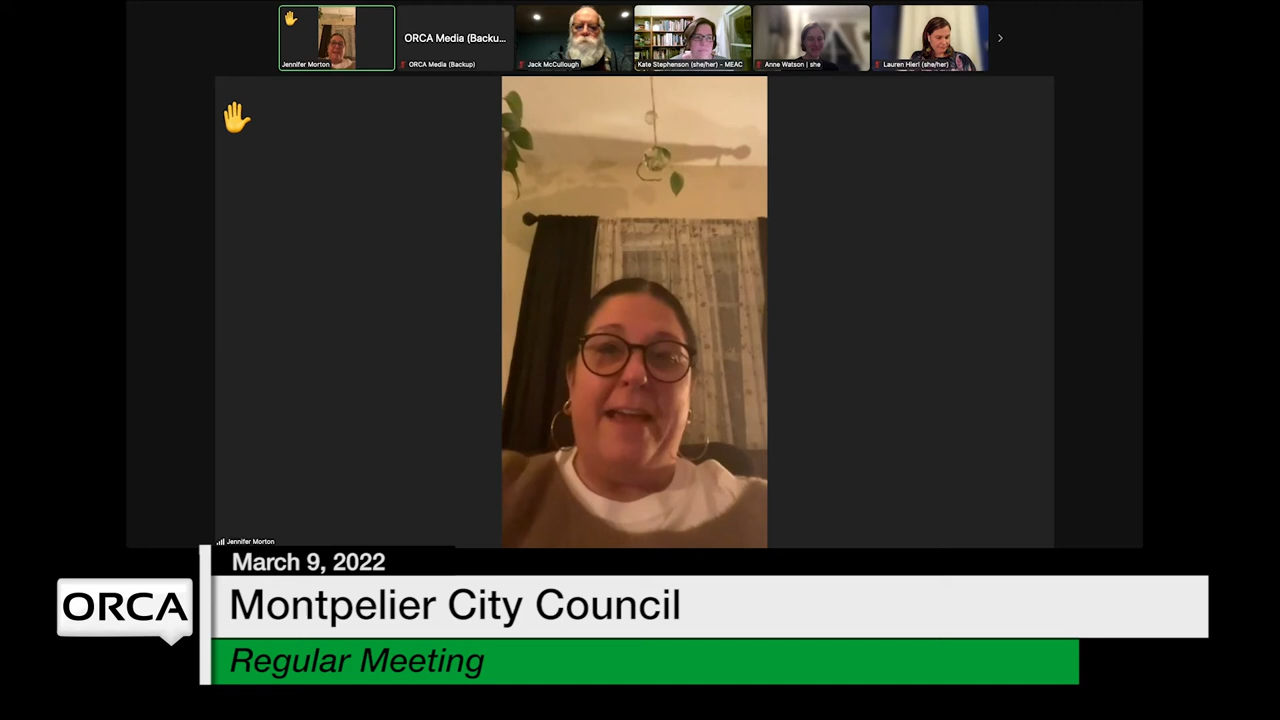 ORCA Media (Backu...
Jennifer Morton
ORCA Media (Backup)
Jack McCullough
Kate Stephenson (she/her) - MEAC
Anne Watson | she
Lauren Hierl (she/her)
Jennifer Morton
March 9, 2022
ORCA
Montpelier City Council
Regular Meeting